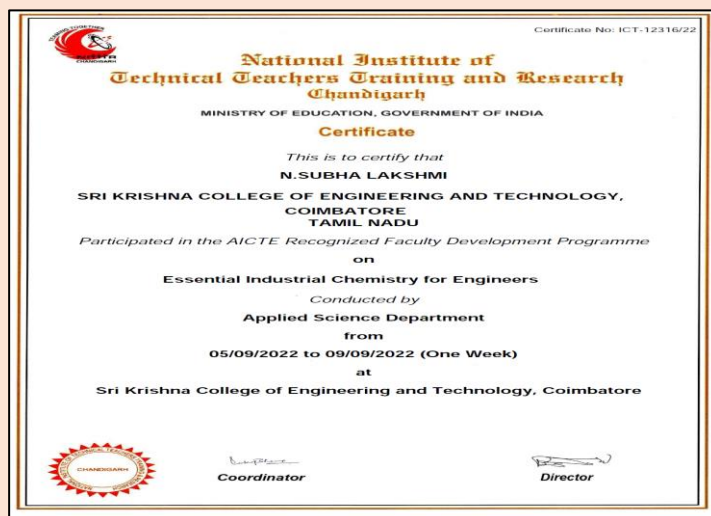 Certificate No: ICT-12316/22
CHANDIGARH
National Institute of
Technical Teachers Training and Research
Chandigarh
MINISTRY OF EDUCATION, GOVERNMENT OF INDIA
Certificate
This is to certify that
N.SUBHA LAKSHMI
SRI KRISHNA COLLEGE OF ENGINEERING AND TECHNOLOGY,
COIMBATORE
TAMIL NADU
Participated in the AICTE Recognized Faculty Development Programme
on
Essential Industrial Chemistry for Engineers
Conducted by
Applied Science Department
from
05/09/2022 to 09/09/2022 (One Week)
at
Sri Krishna College of Engineering and Technology, Coimbatore
CHANDIGARH
Coordinator
Director